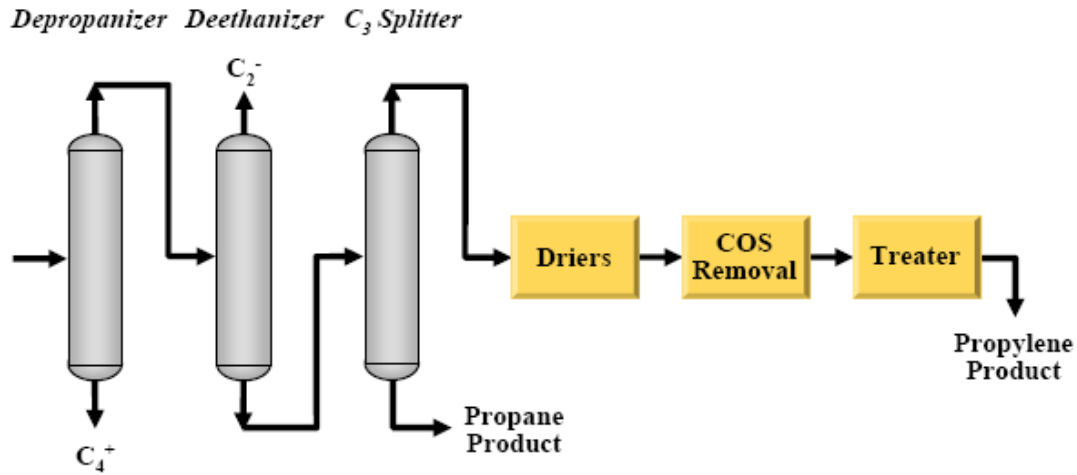 Depropanizer Deethanizer C₃ Splitter
C₂⁻
Driers
COS
Removal
Treater
Propylene
Product
Propane
Product
C₄⁺